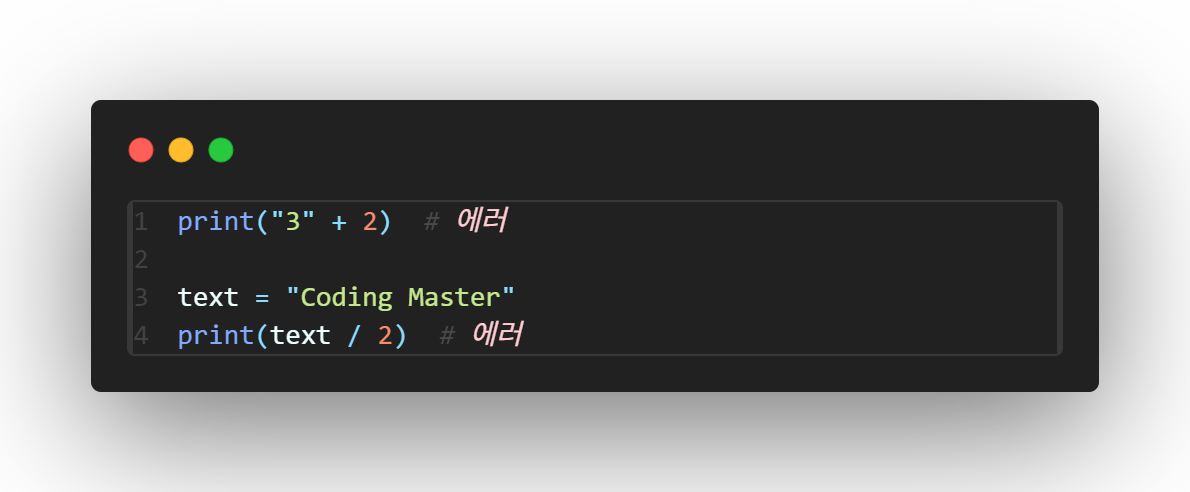 1 print("3" + 2)  # 에러
2
3 text = "Coding Master"
4 print(text / 2)  # 에러